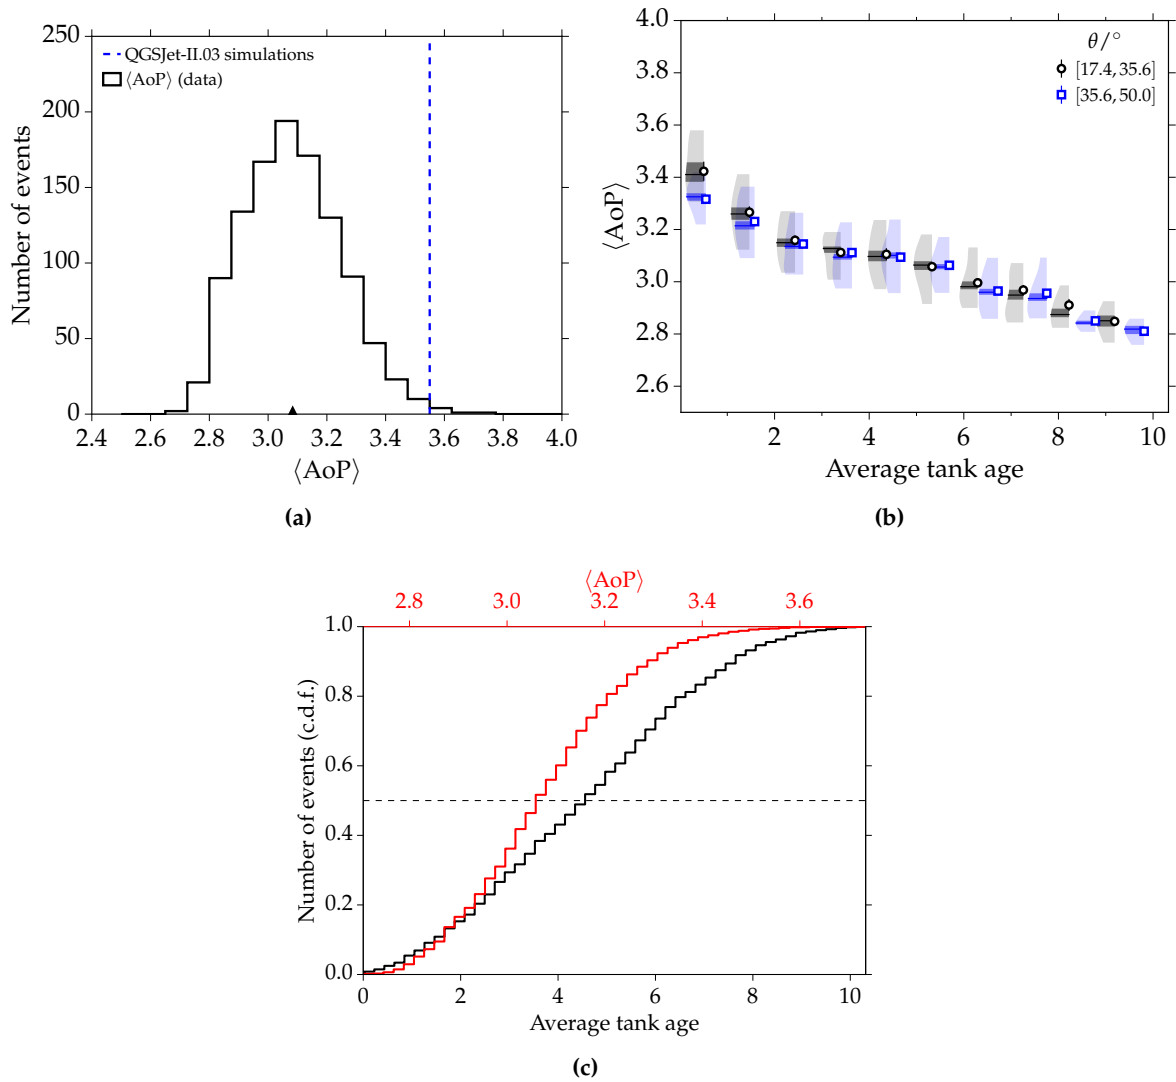 250
200
150
100
50
0
Number of events
QGSJet-II.03 simulations
⟨AoP⟩ (data)
2.4 2.6 2.8 3.0 3.2 3.4 3.6 3.8 4.0
⟨AoP⟩
(a)
4.0
3.8
3.6
3.4
3.2
3.0
2.8
2.6
⟨AoP⟩
θ/°
[17.4, 35.6]
[35.6, 50.0]
2 4 6 8 10
Average tank age
(b)
⟨AoP⟩
2.8 3.0 3.2 3.4 3.6
1.0
0.8
0.6
0.4
0.2
0.0
Number of events (c.d.f.)
0 2 4 6 8 10
Average tank age
(c)